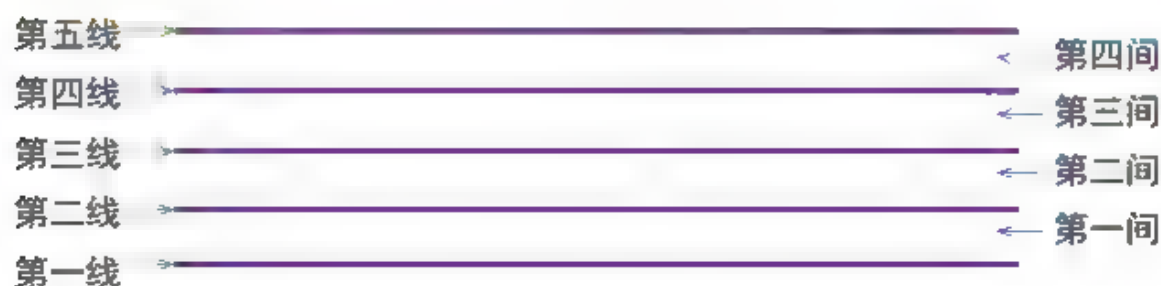 第五线
第四间
第四线
第三间
第三线
第二间
第二线
第一间
第一线